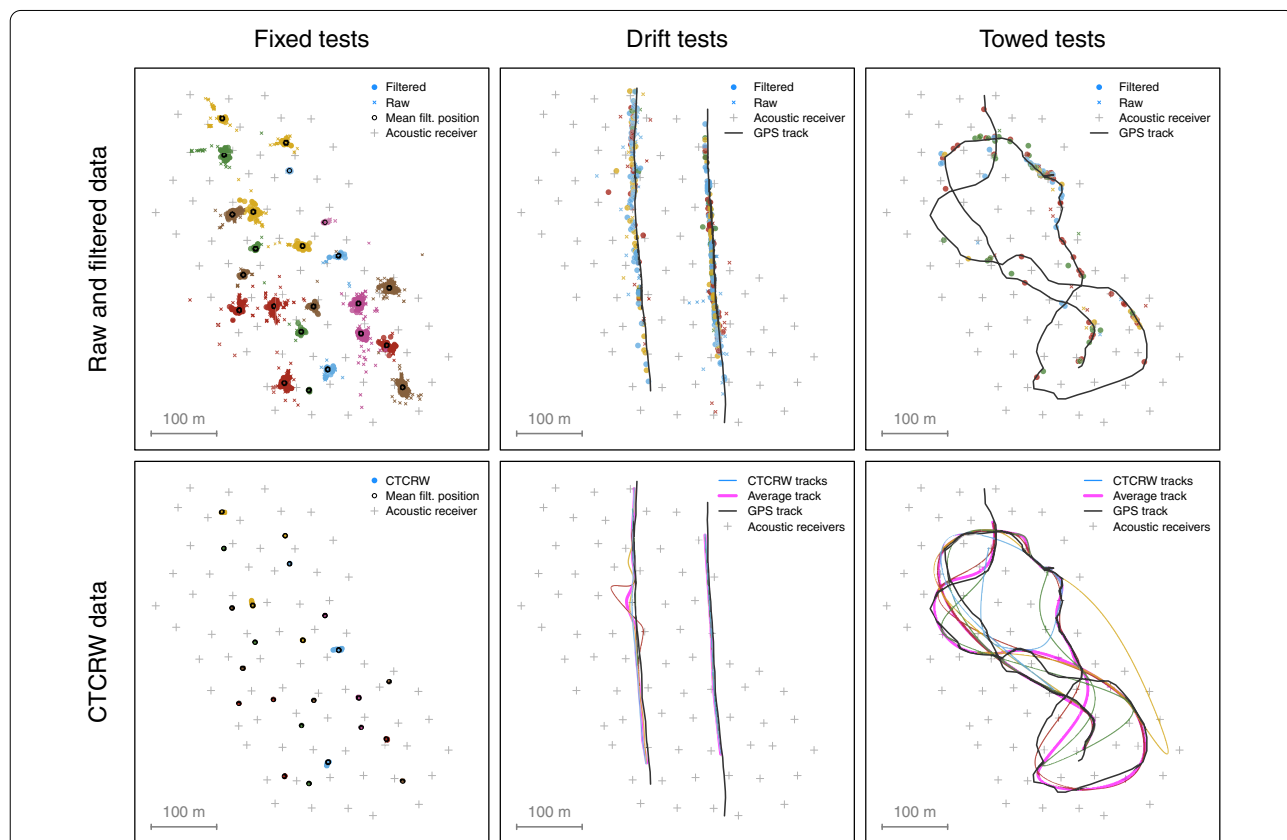 Fixed tests
Drift tests
Towed tests
Raw and filtered data
Filtered
Raw
Mean filt. position
Acoustic receiver
100 m
Filtered
Raw
Acoustic receiver
GPS track
100 m
Filtered
Raw
Acoustic receiver
GPS track
100 m
CTCRW data
CTCRW
Mean filt. position
Acoustic receiver
100 m
CTCRW tracks
Average track
GPS track
Acoustic receivers
100 m
CTCRW tracks
Average track
GPS track
Acoustic receivers
100 m